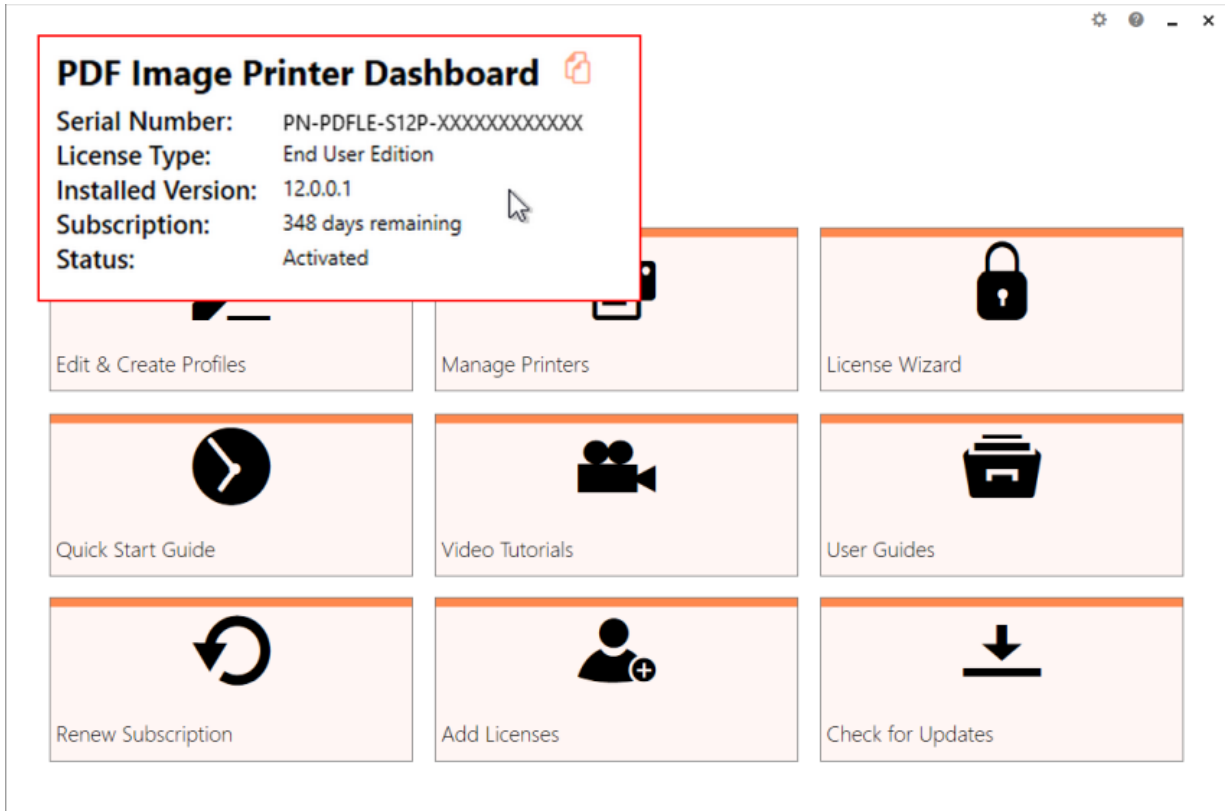 PDF Image Printer Dashboard
Serial Number: PN-PDFLE-S12P-XXXXXXXXXXXX
License Type: End User Edition
Installed Version: 12.0.0.1
Subscription: 348 days remaining
Status: Activated
Edit & Create Profiles
Manage Printers
License Wizard
Quick Start Guide
Video Tutorials
User Guides
Renew Subscription
Add Licenses
Check for Updates